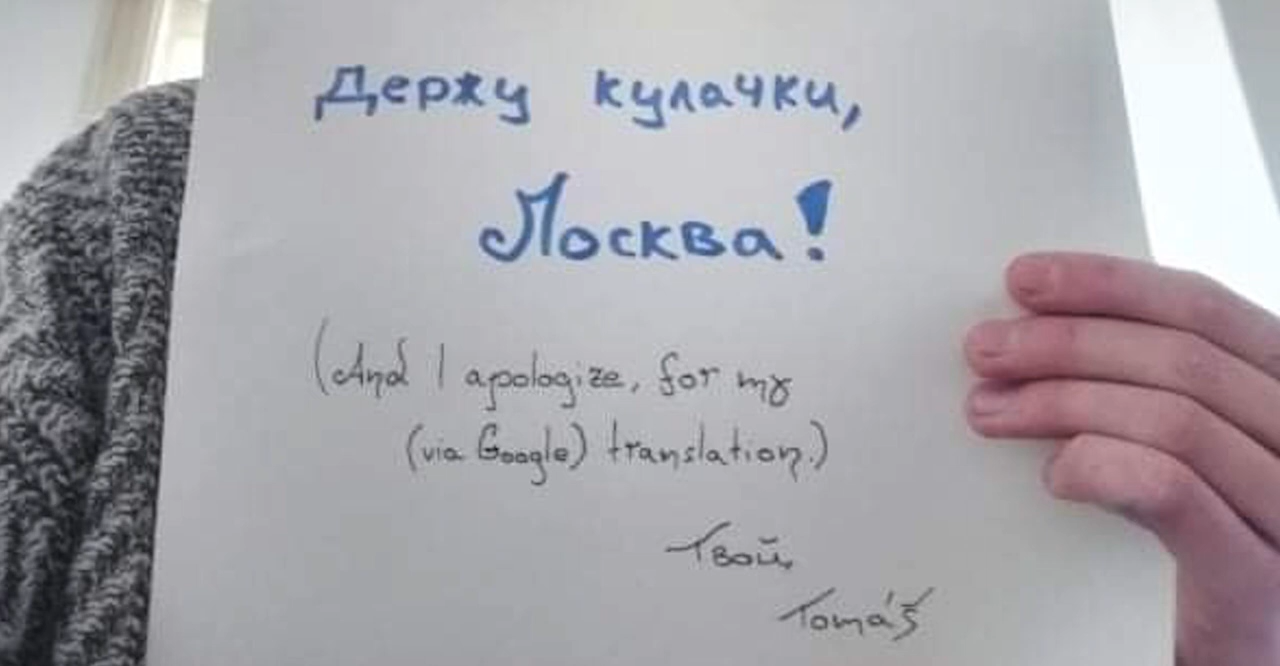 Держу кулачки,
Москва!
(And I apologize, for my
(via Google) translation.)
Твой,
Tomáš